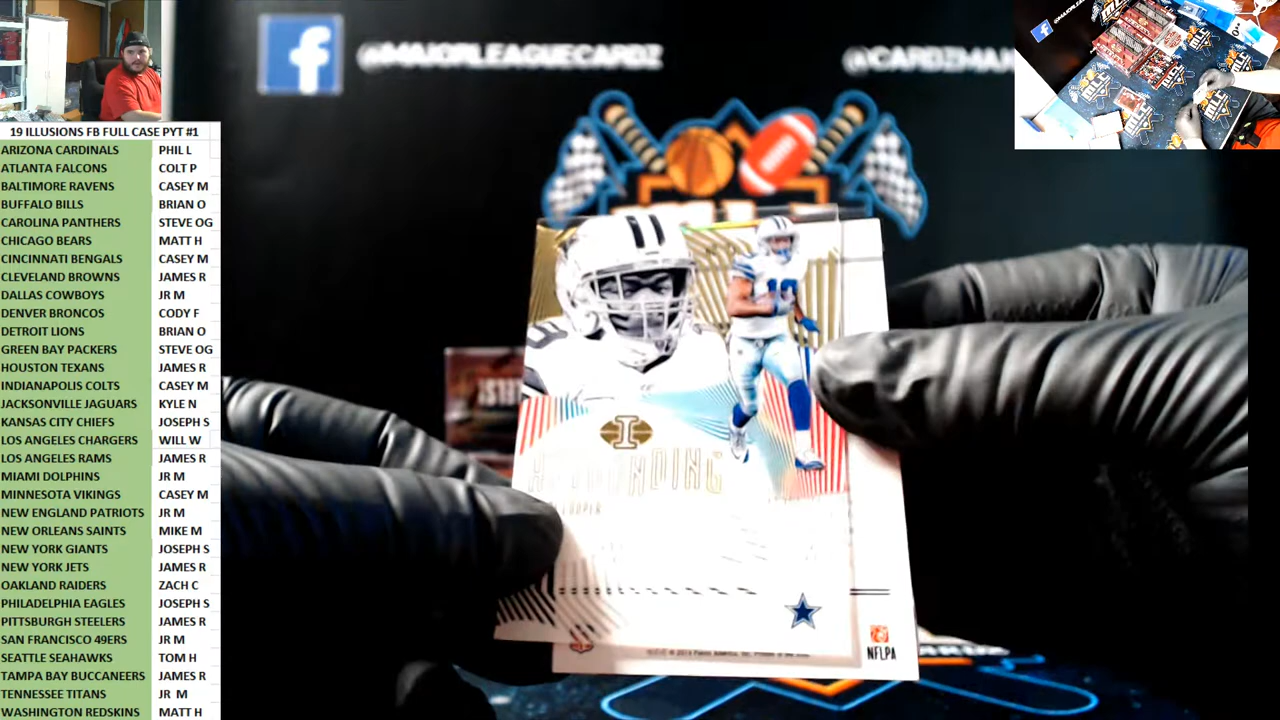 @MAJORLEAGUECARDZ
@CARDZMAJ
19 ILLUSIONS FB FULL CASE PYT #1
ARIZONA CARDINALS PHIL L
ATLANTA FALCONS COLT P
BALTIMORE RAVENS CASEY M
BUFFALO BILLS BRIAN O
CAROLINA PANTHERS STEVE OG
CHICAGO BEARS MATT H
CINCINNATI BENGALS CASEY M
CLEVELAND BROWNS JAMES R
DALLAS COWBOYS JR M
DENVER BRONCOS CODY F
DETROIT LIONS BRIAN O
GREEN BAY PACKERS STEVE OG
HOUSTON TEXANS JAMES R
INDIANAPOLIS COLTS CASEY M
JACKSONVILLE JAGUARS KYLE N
KANSAS CITY CHIEFS JOSEPH S
LOS ANGELES CHARGERS WILL W
LOS ANGELES RAMS JAMES R
MIAMI DOLPHINS JR M
MINNESOTA VIKINGS CASEY M
NEW ENGLAND PATRIOTS JR M
NEW ORLEANS SAINTS MIKE M
NEW YORK GIANTS JOSEPH S
NEW YORK JETS JAMES R
OAKLAND RAIDERS ZACH C
PHILADELPHIA EAGLES JOSEPH S
PITTSBURGH STEELERS JAMES R
SAN FRANCISCO 49ERS JR M
SEATTLE SEAHAWKS TOM H
TAMPA BAY BUCCANEERS JAMES R
TENNESSEE TITANS JR M
WASHINGTON REDSKINS MATT H
I
NFLPA
MLC